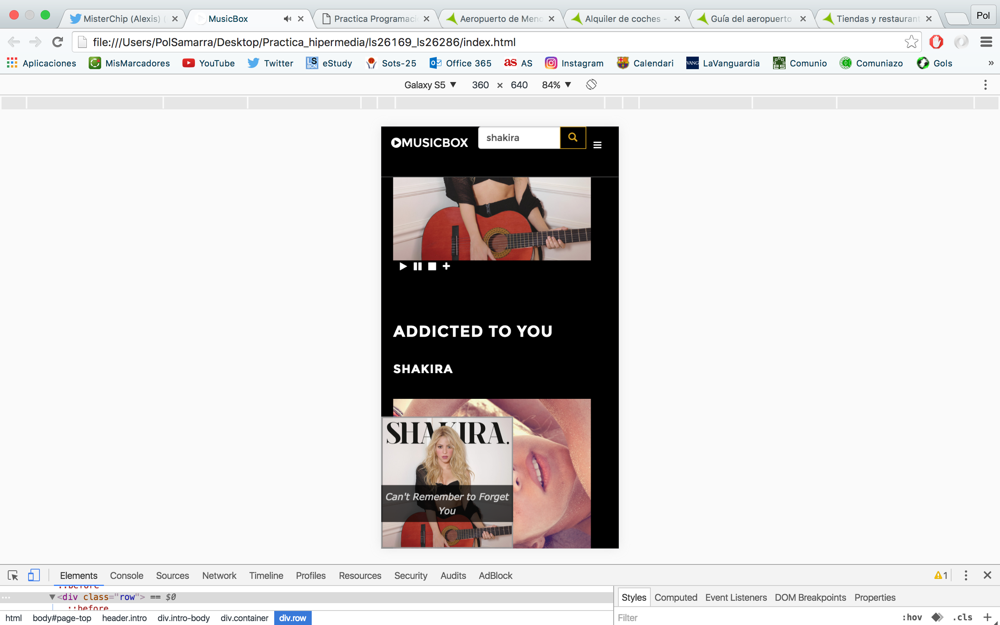 MisterChip (Alexis) (
MusicBox
Practica Programaci
Aeropuerto de Meno
Alquiler de coches -
Guía del aeropuerto
Tiendas y restaurant
Pol
file:///Users/PolSamarra/Desktop/Practica_hipermedia/ls26169_ls26286/index.html
Aplicaciones
MisMarcadores
YouTube
Twitter
LS BCN eStudy
Sots-25
Office 365
as AS
Instagram
Calendari
VANG LaVanguardia
Comunio
Comuniazo
Gols
»
Galaxy S5 ▼ 360 × 640 84% ▼
MUSICBOX
shakira
ADDICTED TO YOU
SHAKIRA
SHAKIRA.
Can't Remember to Forget
You
Elements Console Sources Network Timeline Profiles Resources Security Audits AdBlock
1
::before
<div class="row"> == $0
::before
html body#page-top header.intro div.intro-body div.container div.row
Styles Computed Event Listeners DOM Breakpoints Properties
Filter
:hov .cls +